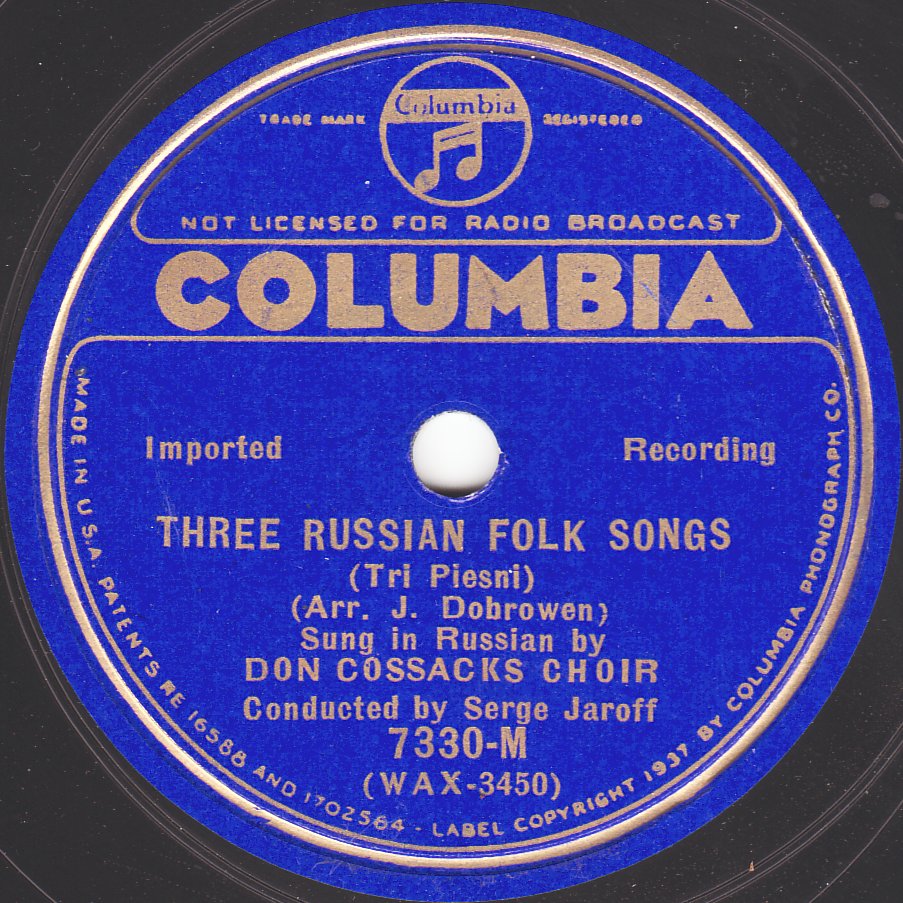 Columbia
TRADE MARK REGISTERED
NOT LICENSED FOR RADIO BROADCAST
COLUMBIA
Imported Recording
THREE RUSSIAN FOLK SONGS
(Tri Piesni)
(Arr. J. Dobrowen)
Sung in Russian by
DON COSSACKS CHOIR
Conducted by Serge Jaroff
7330-M
(WAX-3450)
MADE IN U.S.A. PATENTS RE 16588 AND 1702564 - LABEL COPYRIGHT 1937 BY COLUMBIA PHONOGRAPH CO.